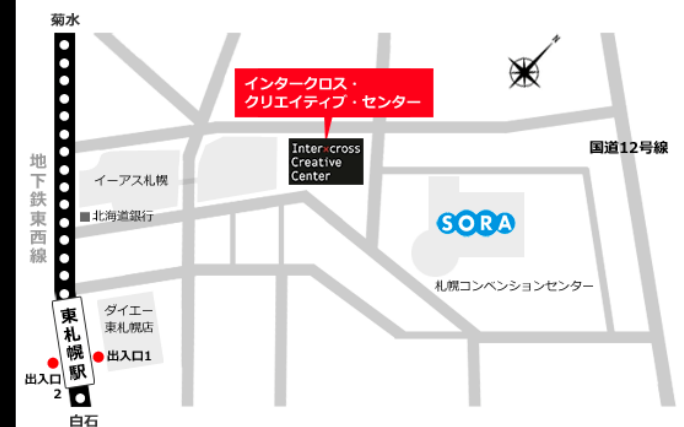 菊水
N
インタークロス・
クリエイティブ・センター
Inter×cross
Creative
Center
国道12号線
地下鉄東西線
イーアス札幌
北海道銀行
SORA
札幌コンベンションセンター
東札幌駅
ダイエー
東札幌店
出入口1
出入口
2
白石